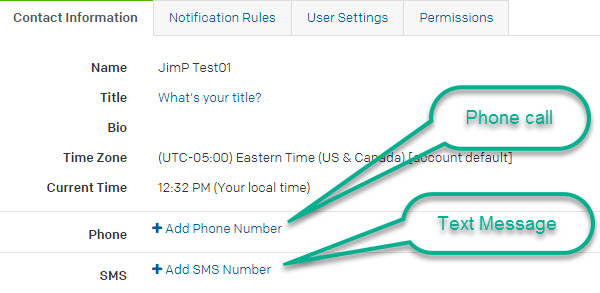 Contact Information Notification Rules User Settings Permissions
Name JimP Test01
Title What's your title?
Phone call
Bio
Time Zone (UTC-05:00) Eastern Time (US & Canada) [account default]
Current Time 12:32 PM (Your local time)
Phone + Add Phone Number
Text Message
SMS + Add SMS Number